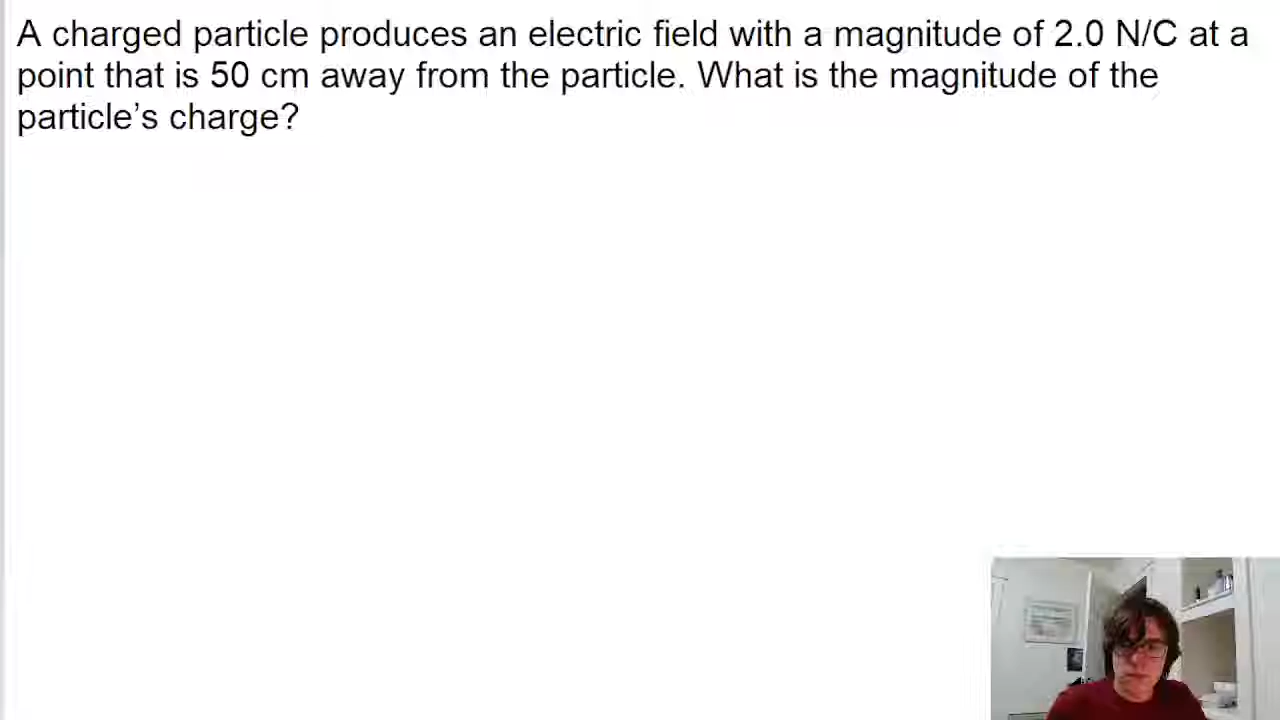 A charged particle produces an electric field with a magnitude of 2.0 N/C at a
point that is 50 cm away from the particle. What is the magnitude of the
particle’s charge?